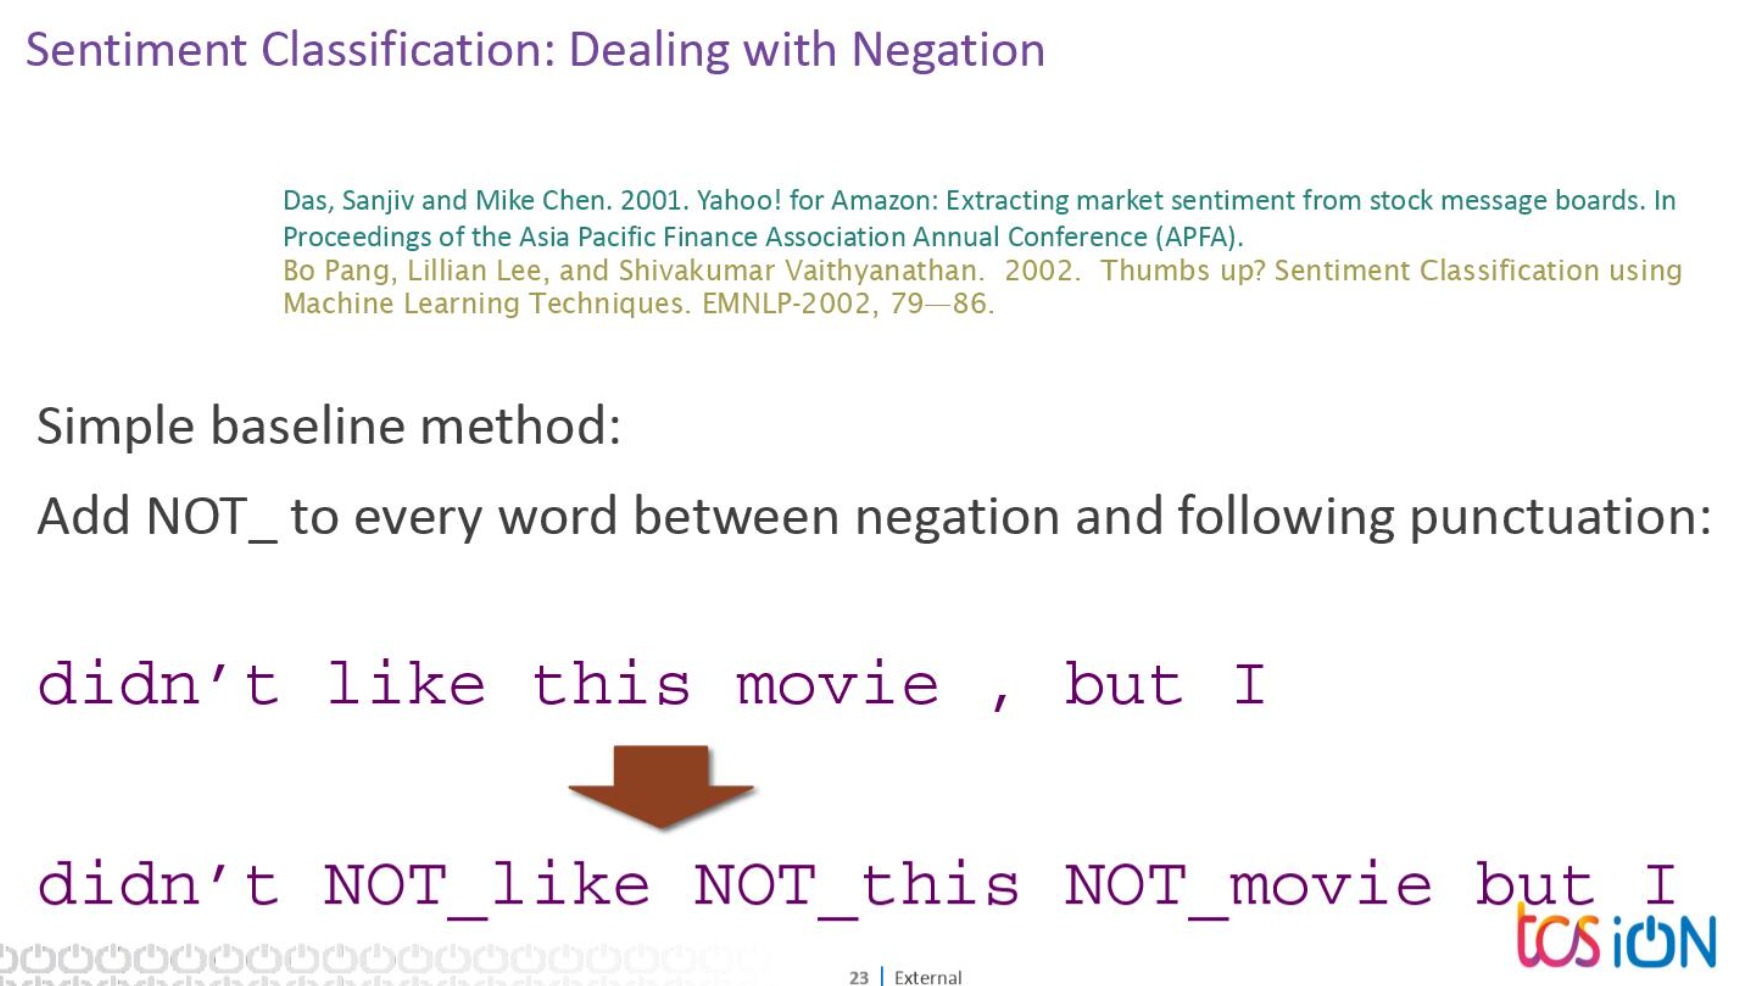 Sentiment Classification: Dealing with Negation
Das, Sanjiv and Mike Chen. 2001. Yahoo! for Amazon: Extracting market sentiment from stock message boards. In
Proceedings of the Asia Pacific Finance Association Annual Conference (APFA).
Bo Pang, Lillian Lee, and Shivakumar Vaithyanathan.  2002.  Thumbs up? Sentiment Classification using
Machine Learning Techniques. EMNLP-2002, 79—86.
Simple baseline method:
Add NOT_ to every word between negation and following punctuation:
didn’t like this movie , but I
didn’t NOT_like NOT_this NOT_movie but I
tcs iON
23 | External